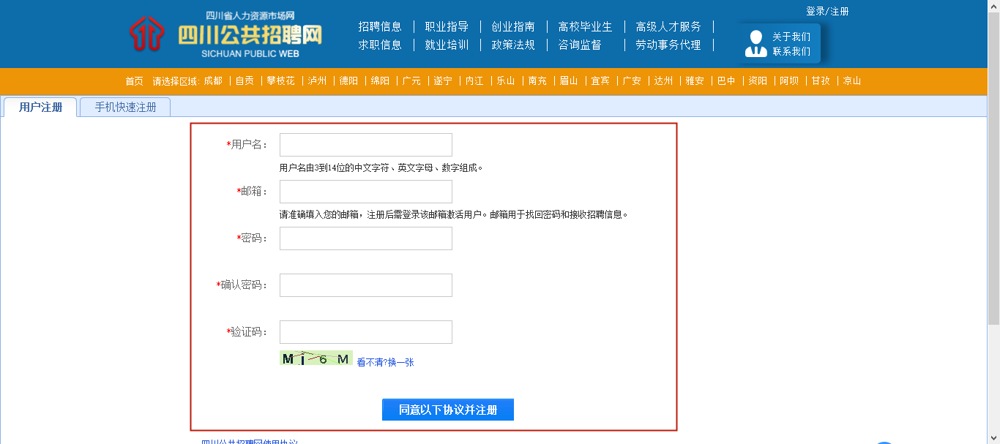 登录/注册
四川省人力资源市场网
四川公共招聘网
SICHUAN PUBLIC WEB
招聘信息 职业指导 创业指南 高校毕业生 高级人才服务
求职信息 就业培训 政策法规 咨询监督 劳动事务代理
关于我们
联系我们
首页 请选择区域: 成都 自贡 攀枝花 泸州 德阳 绵阳 广元 遂宁 内江 乐山 南充 眉山 宜宾 广安 达州 雅安 巴中 资阳 阿坝 甘孜 凉山
用户注册 手机快速注册
*用户名：
用户名由3到14位的中文字符、英文字母、数字组成。
*邮箱：
请准确填入您的邮箱，注册后需登录该邮箱激活用户。邮箱用于找回密码和接收招聘信息。
*密码：
*确认密码：
*验证码：
M j 6 M 看不清?换一张
同意以下协议并注册
四川公共招聘网使用协议